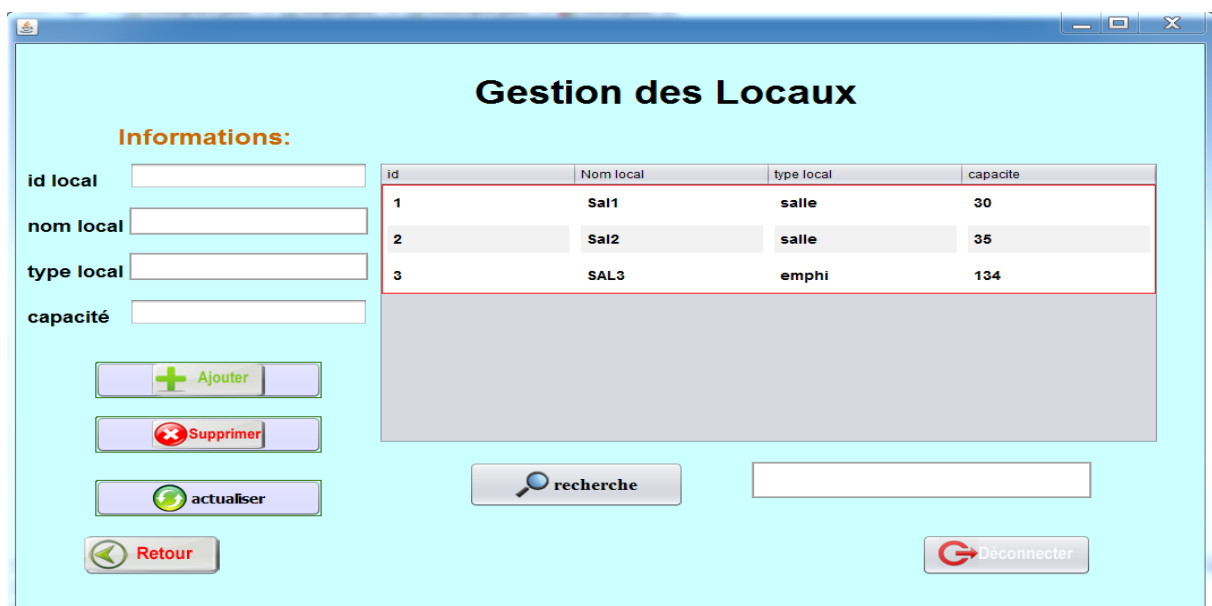 Gestion des Locaux
Informations:
id local
nom local
type local
capacité
id Nom local type local capacite
1 Sal1 salle 30
2 Sal2 salle 35
3 SAL3 emphi 134
Ajouter
Supprimer
actualiser
recherche
Retour
Déconnecter